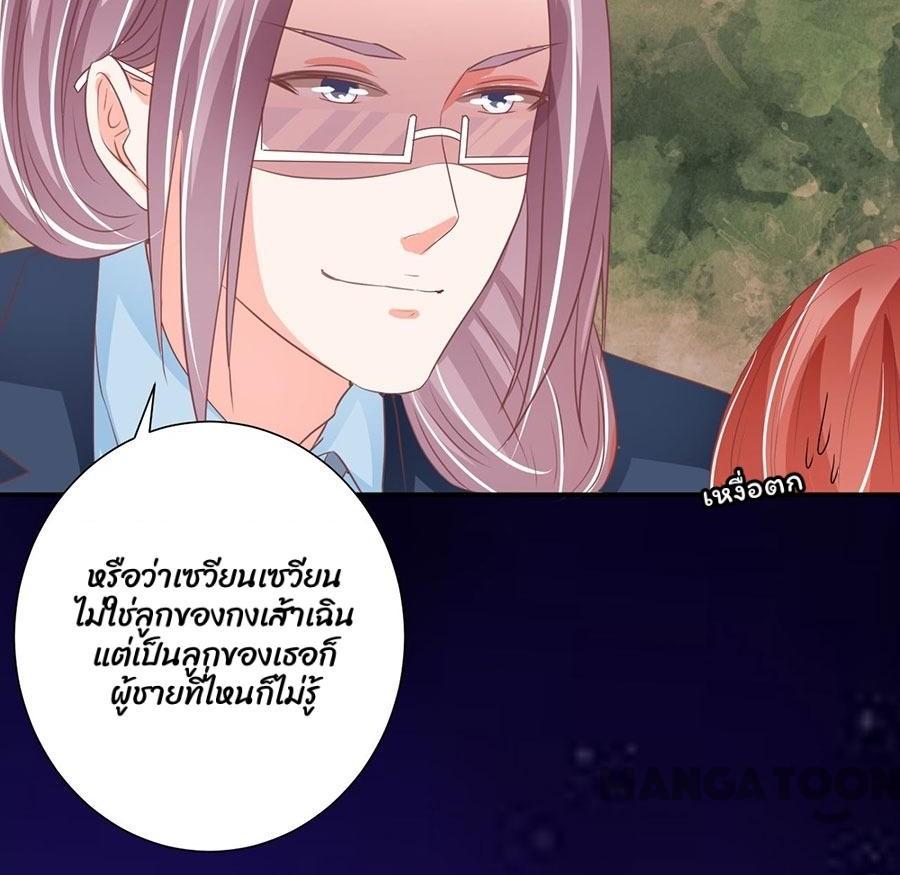 เหงื่อตก
หรือว่าเซวียนเซวียน
ไม่ใช่ลูกของกงเส้าเฉิน
แต่เป็นลูกของเธอก็
ผู้ชายที่ไหนก็ไม่รู้
MANGATOON